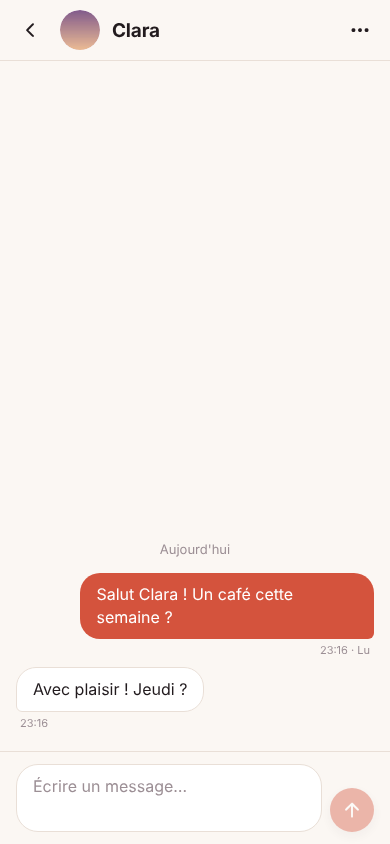 Clara
Aujourd'hui
Salut Clara ! Un café cette
semaine ?
23:16 · Lu
Avec plaisir ! Jeudi ?
23:16
Écrire un message...